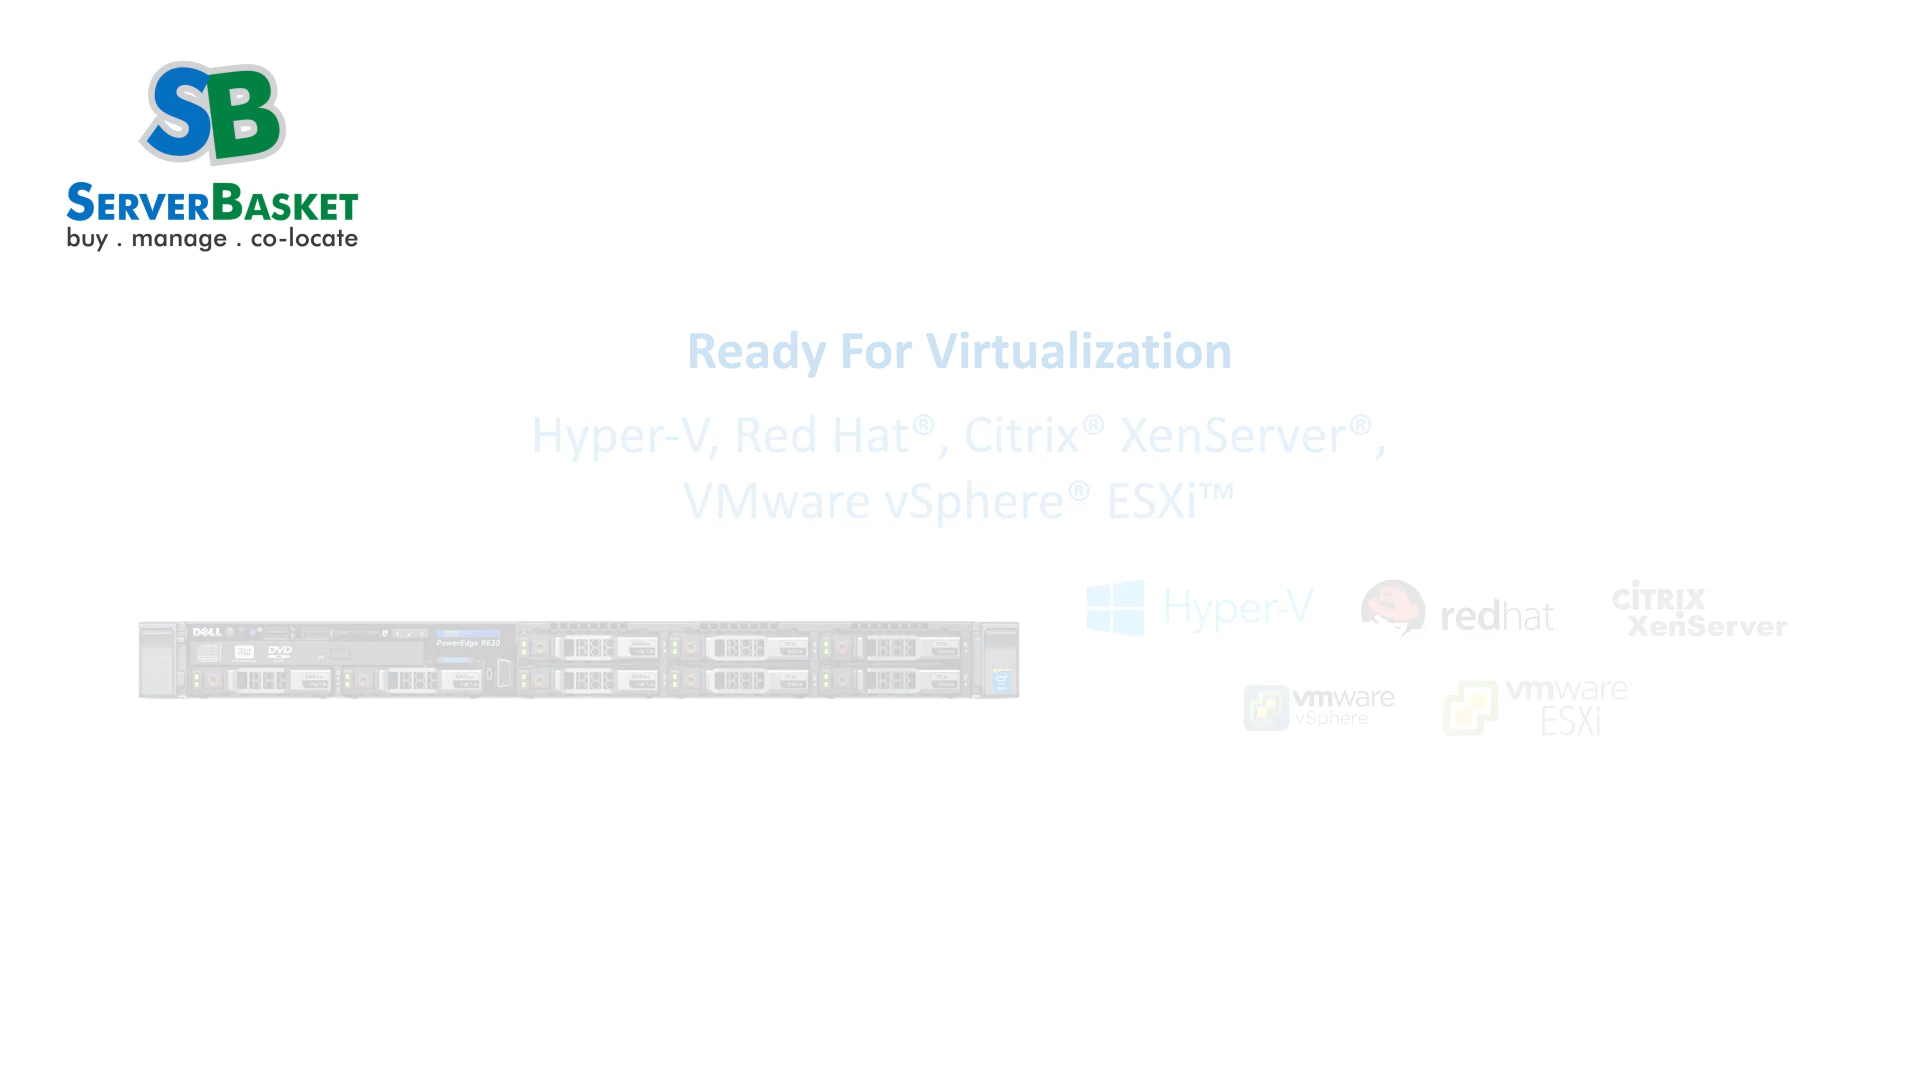 SB
SERVERBASKET
buy . manage . co-locate
Ready For Virtualization
Hyper-V, Red Hat®, Citrix® XenServer®,
VMware vSphere® ESXi™
Hyper-V
redhat
CiTRIX
XenServer
DELL
PowerEdge R630
RW
DVD
vmware
vSphere
vmware
ESXi